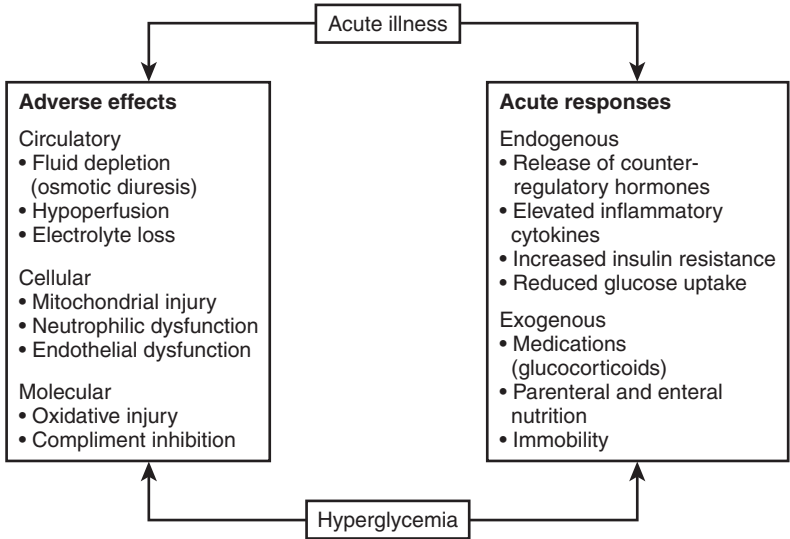 Acute illness
Adverse effects
Circulatory
• Fluid depletion
(osmotic diuresis)
• Hypoperfusion
• Electrolyte loss
Cellular
• Mitochondrial injury
• Neutrophilic dysfunction
• Endothelial dysfunction
Molecular
• Oxidative injury
• Compliment inhibition
Acute responses
Endogenous
• Release of counter-
regulatory hormones
• Elevated inflammatory
cytokines
• Increased insulin resistance
• Reduced glucose uptake
Exogenous
• Medications
(glucocorticoids)
• Parenteral and enteral
nutrition
• Immobility
Hyperglycemia